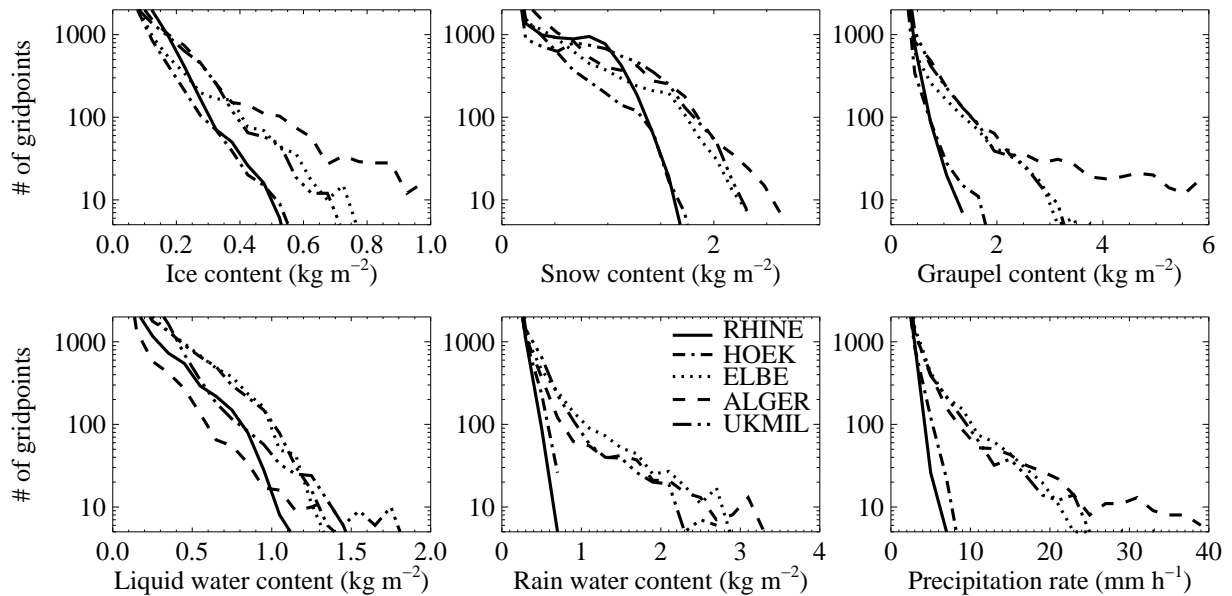 # of gridpoints
1000
100
10
0.0 0.2 0.4 0.6 0.8 1.0
Ice content (kg m⁻²)
0 2
Snow content (kg m⁻²)
0 2 4 6
Graupel content (kg m⁻²)
1000
100
10
1000
100
10
# of gridpoints
1000
100
10
0.0 0.5 1.0 1.5 2.0
Liquid water content (kg m⁻²)
1000
100
10
RHINE
HOEK
ELBE
ALGER
UKMIL
0 1 2 3 4
Rain water content (kg m⁻²)
1000
100
10
0 10 20 30 40
Precipitation rate (mm h⁻¹)